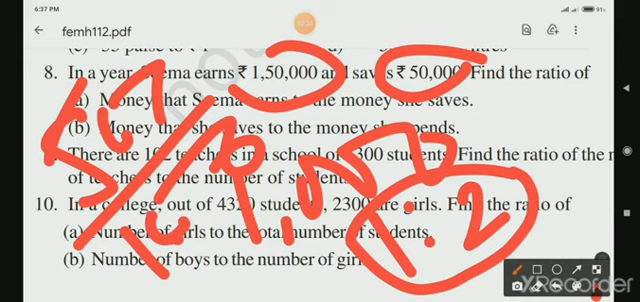 6:37 PM
91
femh112.pdf
8. In a year Seema earns ₹ 1,50,000 and saves ₹ 50,000 Find the ratio of
a) Money that Seema earns to the money she saves.
(b) Money that she saves to the money she spends.
There are 102 teachers in a school of 3300 students. Find the ratio of the n
of teachers to the number of students
10. In a college, out of 4320 students, 2300 are girls. Find the ratio of
(a) Number of girls to the total number of students.
(b) Number of boys to the number of girl
1:2
XRecorder